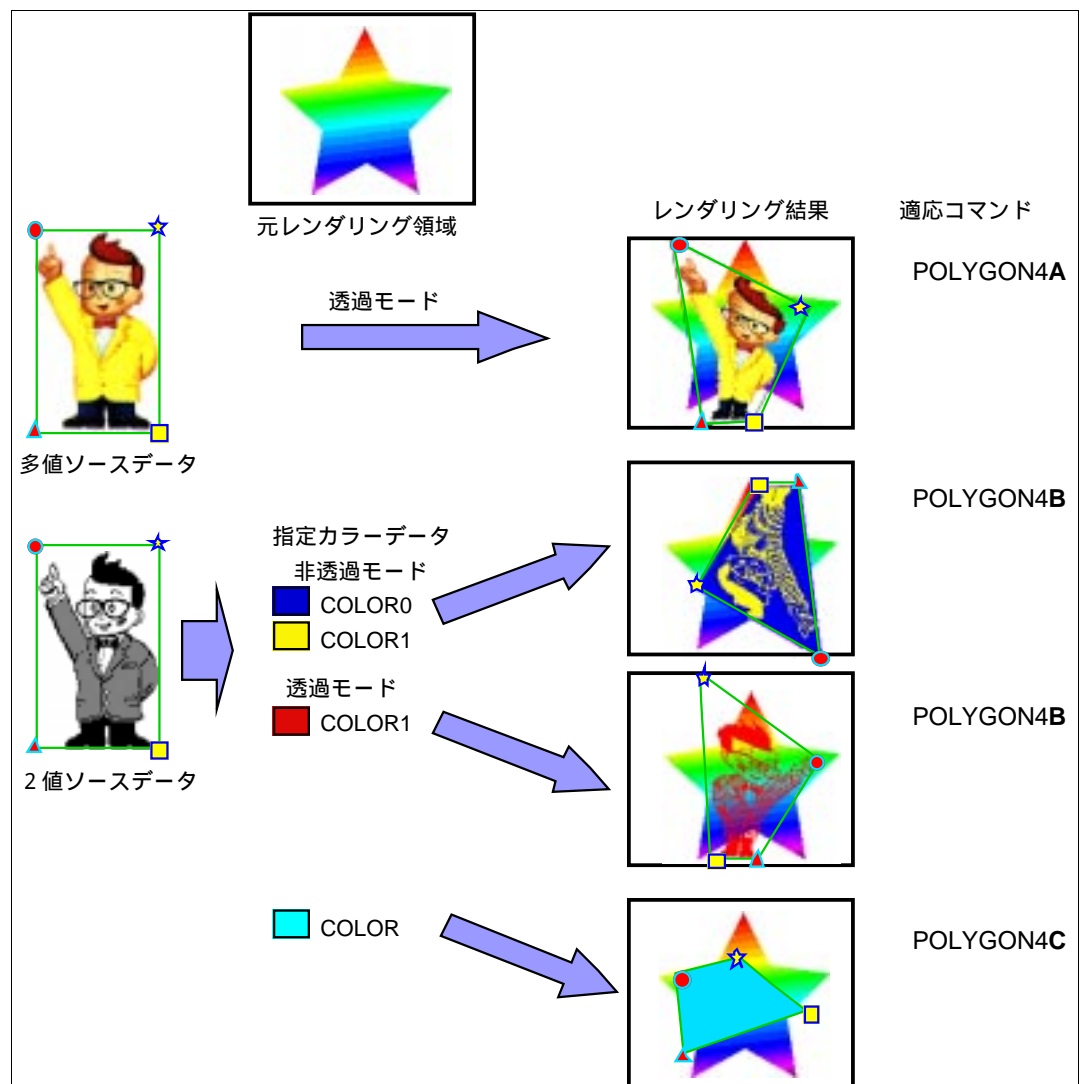 元レンダリング領域
レンダリング結果
適応コマンド
POLYGON4A
透過モード
多値ソースデータ
POLYGON4B
指定カラーデータ
非透過モード
COLOR0
COLOR1
透過モード
COLOR1
POLYGON4B
2値ソースデータ
COLOR
POLYGON4C